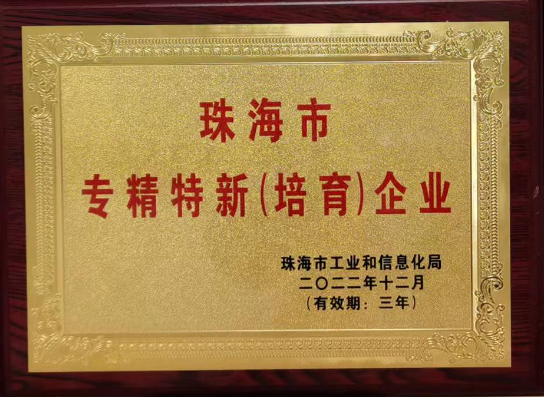 珠海市
专精特新(培育)企业
珠海市工业和信息化局
二〇二二年十二月
(有效期：三年)